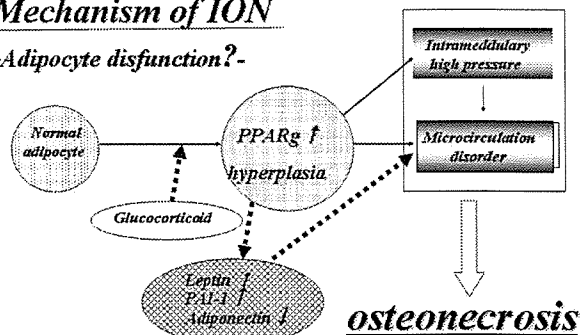 Mechanism of ION
-Adipocyte disfunction?-
Intrameddulary
high pressure
Normal
adipocyte
PPARg ↑
hyperplasia
Microcirculation
disorder
Glucocorticoid
Leptin ↑
PAI-1 ↑
Adiponectin ↓
osteonecrosis